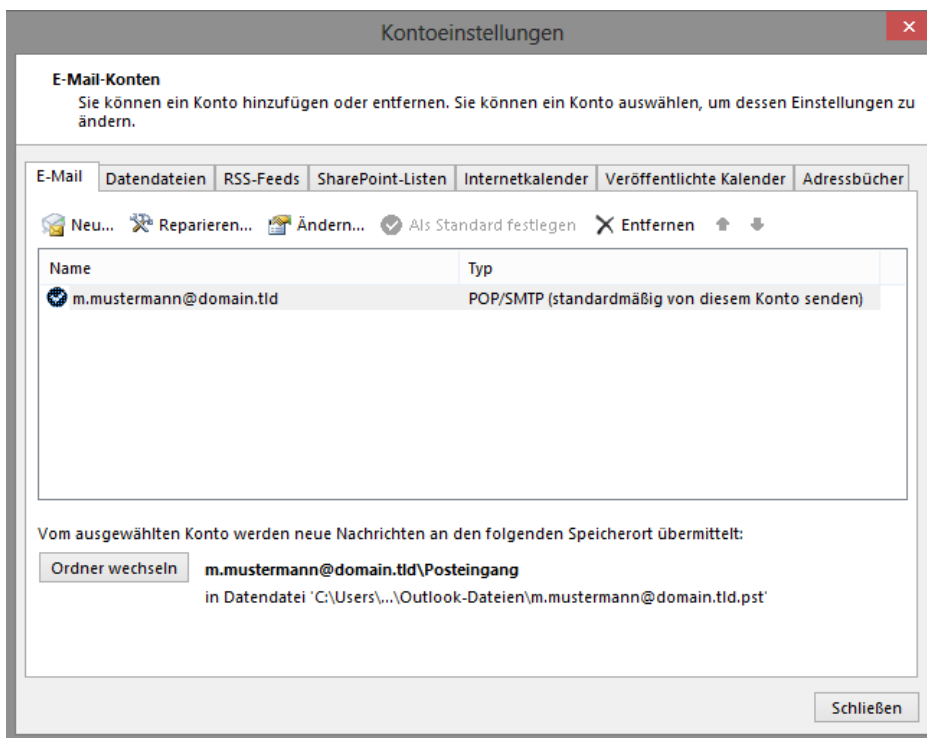 Kontoeinstellungen
E-Mail-Konten
Sie können ein Konto hinzufügen oder entfernen. Sie können ein Konto auswählen, um dessen Einstellungen zu
ändern.
E-Mail Datendateien RSS-Feeds SharePoint-Listen Internetkalender Veröffentlichte Kalender Adressbücher
Neu... Reparieren... Ändern... Als Standard festlegen Entfernen
Name Typ
m.mustermann@domain.tld POP/SMTP (standardmäßig von diesem Konto senden)
Vom ausgewählten Konto werden neue Nachrichten an den folgenden Speicherort übermittelt:
Ordner wechseln m.mustermann@domain.tld\Posteingang
in Datendatei 'C:\Users\...\Outlook-Dateien\m.mustermann@domain.tld.pst'
Schließen